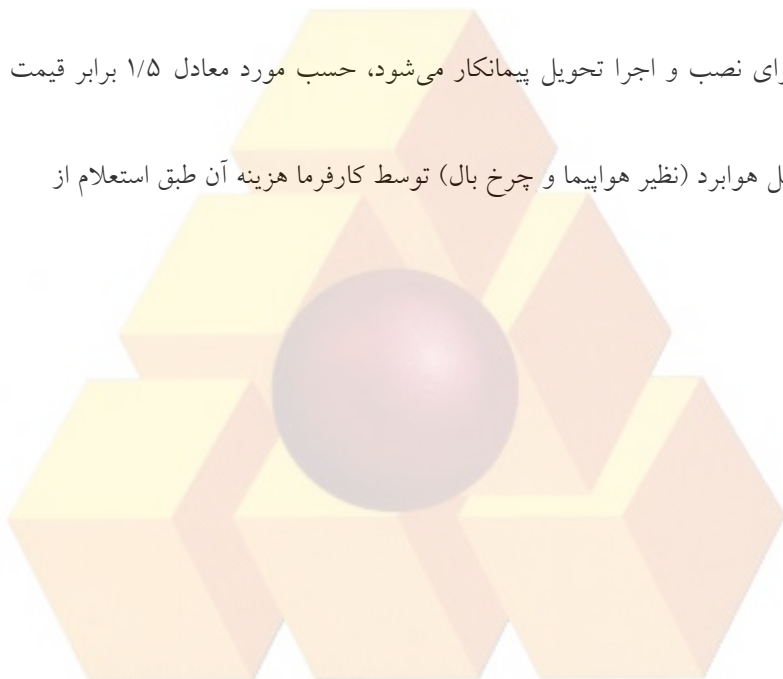 نصب و اجرا تحویل پیمانکار می‌شود، حسب مورد معادل ۱/۵ برابر قیمت
هوابرد (نظیر هواپیما و چرخ بال) توسط کارفرما هزینه آن طبق استعلام از